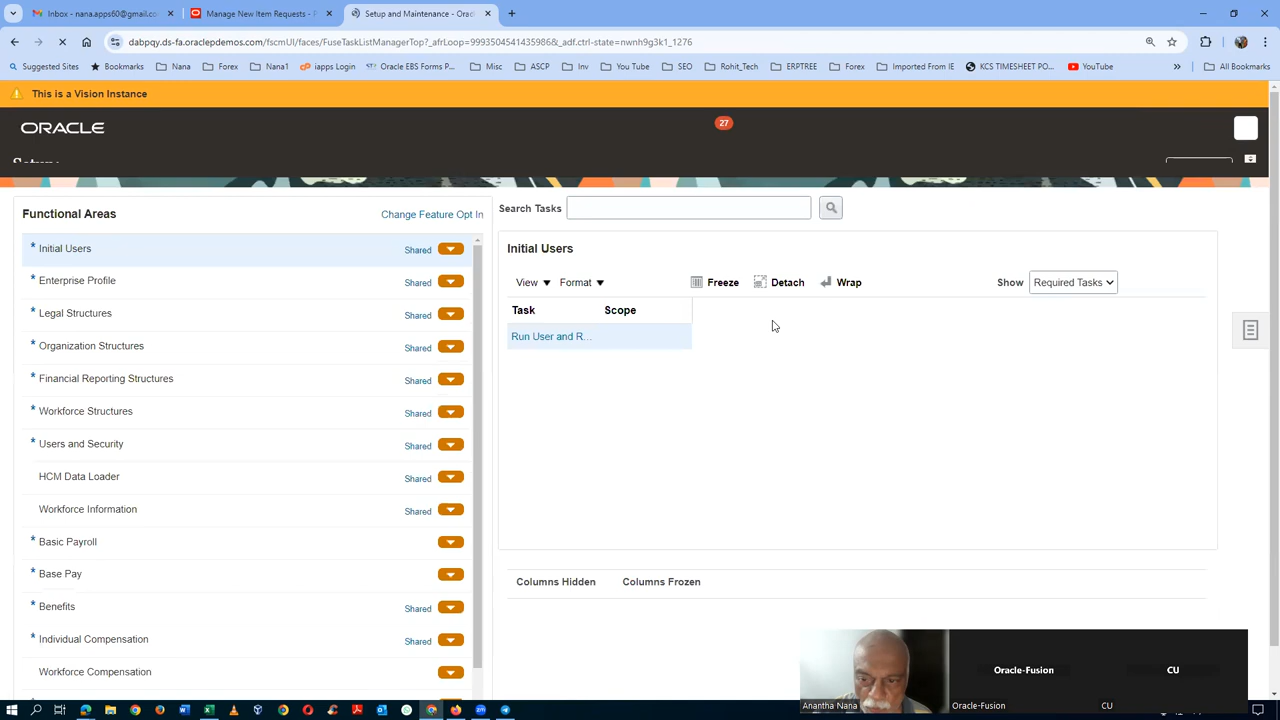 Inbox - nana.apps60@gmail.co
Manage New Item Requests - P
Setup and Maintenance - Orac
dabpqy.ds-fa.oraclepdemos.com/fscmUI/faces/FuseTaskListManagerTop?_afrLoop=9993504541435986&_adf.ctrl-state=nwnh9g3k1_1276
Suggested Sites Bookmarks Nana Forex Nana1 iapps Login Oracle EBS Forms P... Misc ASCP Inv You Tube SEO Rohit_Tech ERPTREE Forex Imported From IE KCS TIMESHEET PO... YouTube All Bookmarks
This is a Vision Instance
ORACLE
27
Functional Areas
Change Feature Opt In
Initial Users Shared
Enterprise Profile Shared
Legal Structures Shared
Organization Structures Shared
Financial Reporting Structures Shared
Workforce Structures Shared
Users and Security Shared
HCM Data Loader Shared
Workforce Information Shared
Basic Payroll
Base Pay
Benefits Shared
Individual Compensation Shared
Workforce Compensation
Search Tasks
Initial Users
View Format Freeze Detach Wrap Show Required Tasks
Task Scope
Run User and R...
Columns Hidden Columns Frozen
Oracle-Fusion
CU
Anantha Nana
Oracle-Fusion
CU